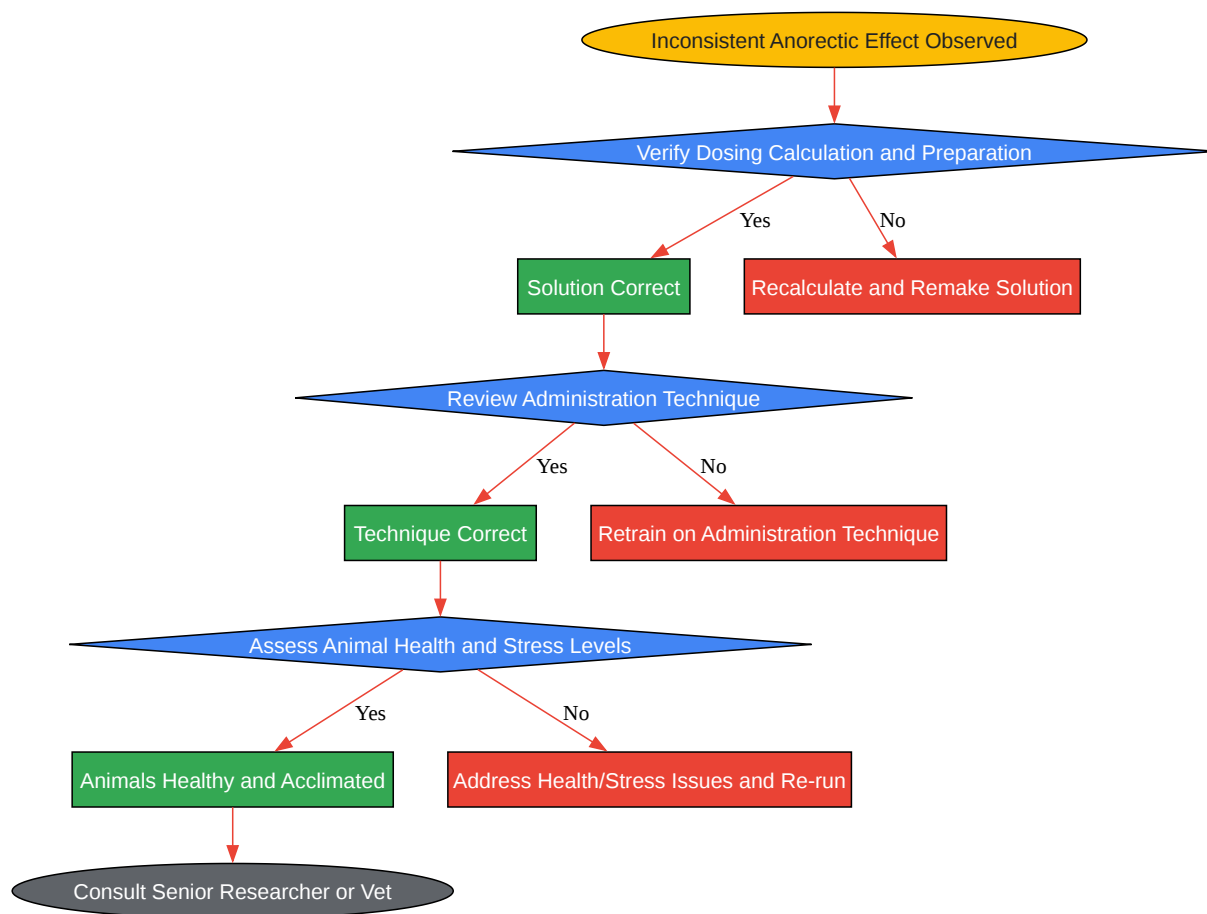 Inconsistent Anorectic Effect Observed
Verify Dosing Calculation and Preparation
Yes
No
Solution Correct
Recalculate and Remake Solution
Review Administration Technique
Yes
No
Technique Correct
Retrain on Administration Technique
Assess Animal Health and Stress Levels
Yes
No
Animals Healthy and Acclimated
Address Health/Stress Issues and Re-run
Consult Senior Researcher or Vet